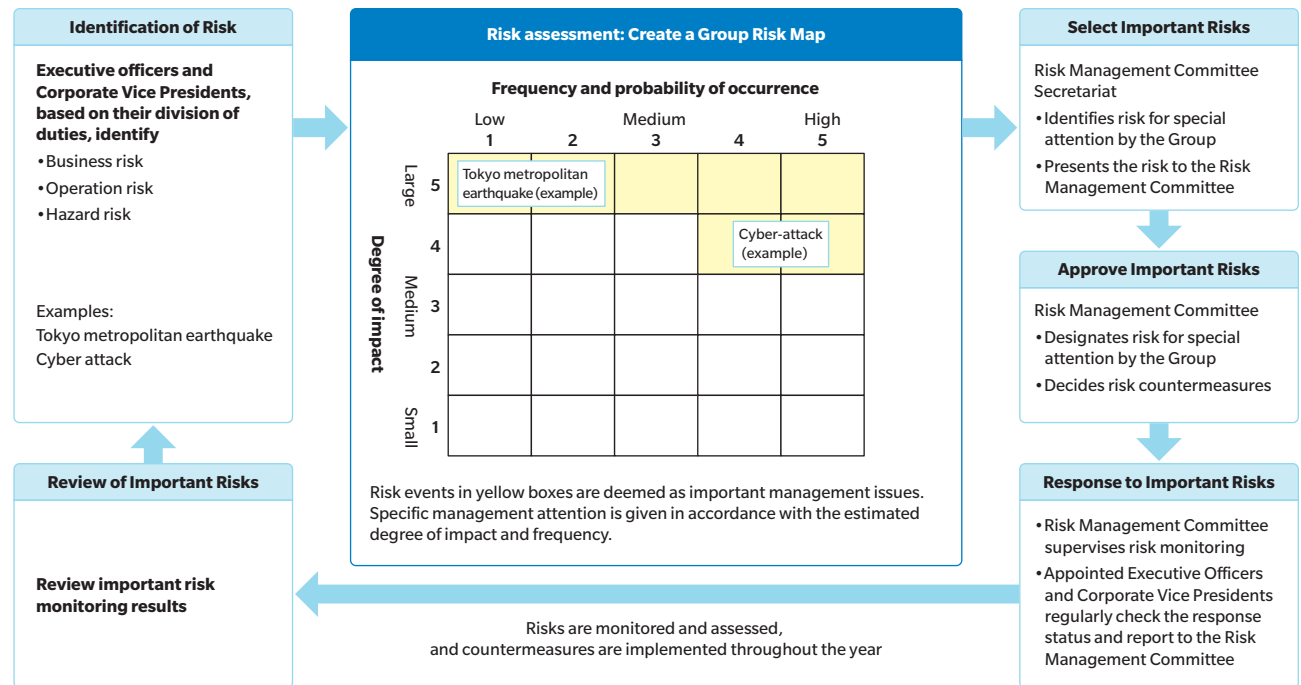 Identification of Risk
Executive officers and
Corporate Vice Presidents,
based on their division of
duties, identify
•Business risk
•Operation risk
•Hazard risk
Examples:
Tokyo metropolitan earthquake
Cyber attack
Risk assessment: Create a Group Risk Map
Frequency and probability of occurrence
Low
Medium
High
1
2
3
4
5
Degree of impact
Large
Medium
Small
5
4
3
2
1
Tokyo metropolitan
earthquake (example)
Cyber-attack
(example)
Risk events in yellow boxes are deemed as important management issues.
Specific management attention is given in accordance with the estimated
degree of impact and frequency.
Select Important Risks
Risk Management Committee
Secretariat
•Identifies risk for special
attention by the Group
•Presents the risk to the Risk
Management Committee
Approve Important Risks
Risk Management Committee
•Designates risk for special
attention by the Group
•Decides risk countermeasures
Response to Important Risks
•Risk Management Committee
supervises risk monitoring
•Appointed Executive Officers
and Corporate Vice Presidents
regularly check the response
status and report to the Risk
Management Committee
Risks are monitored and assessed,
and countermeasures are implemented throughout the year
Review of Important Risks
Review important risk
monitoring results